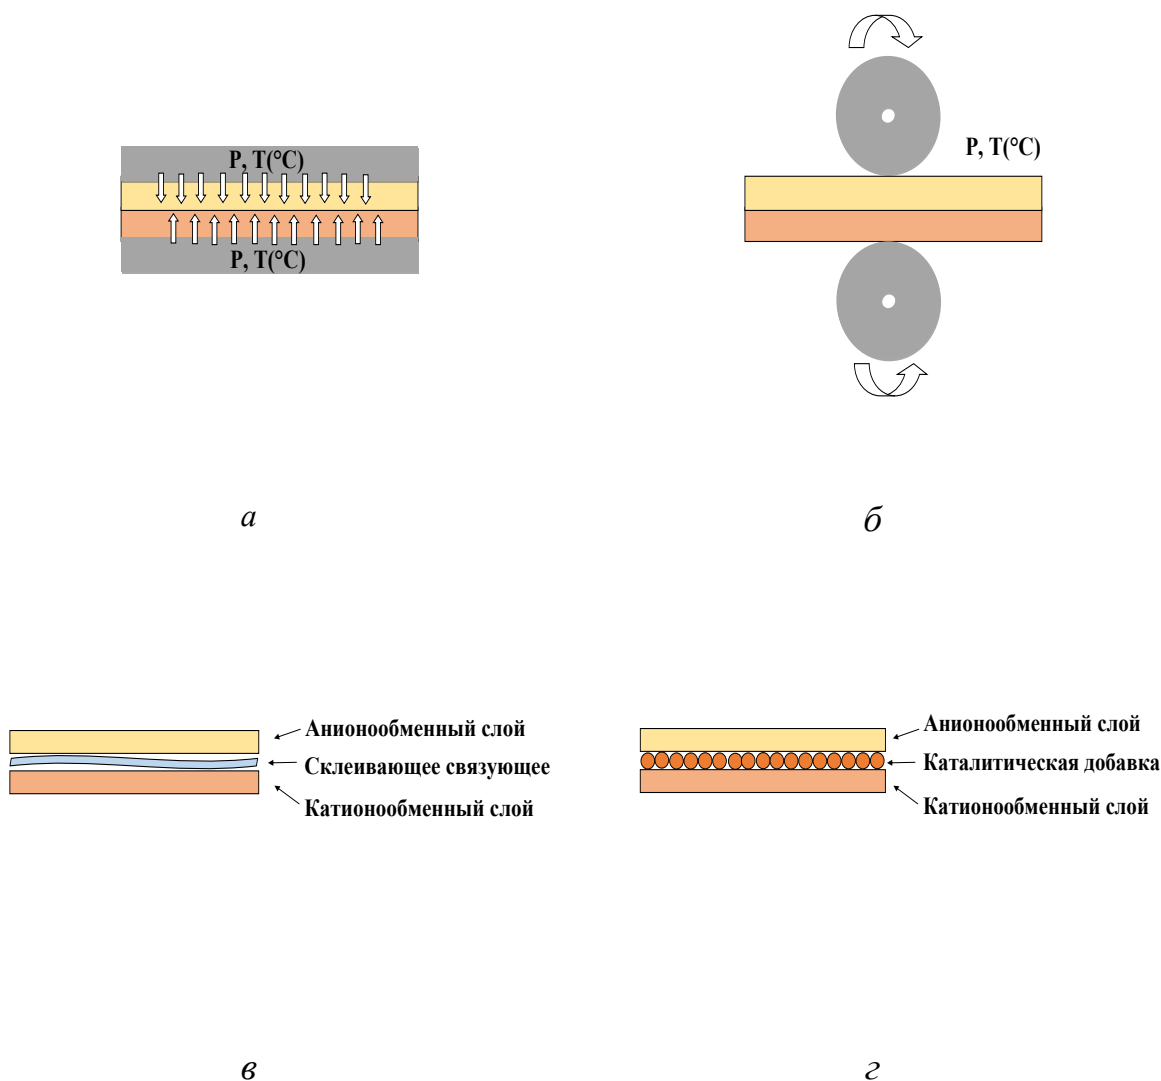 P, T(°C)
P, T(°C)
P, T(°C)
а
б
Анионообменный слой
Склеивающее связующее
Катионообменный слой
Анионообменный слой
Каталитическая добавка
Катионообменный слой
в
г